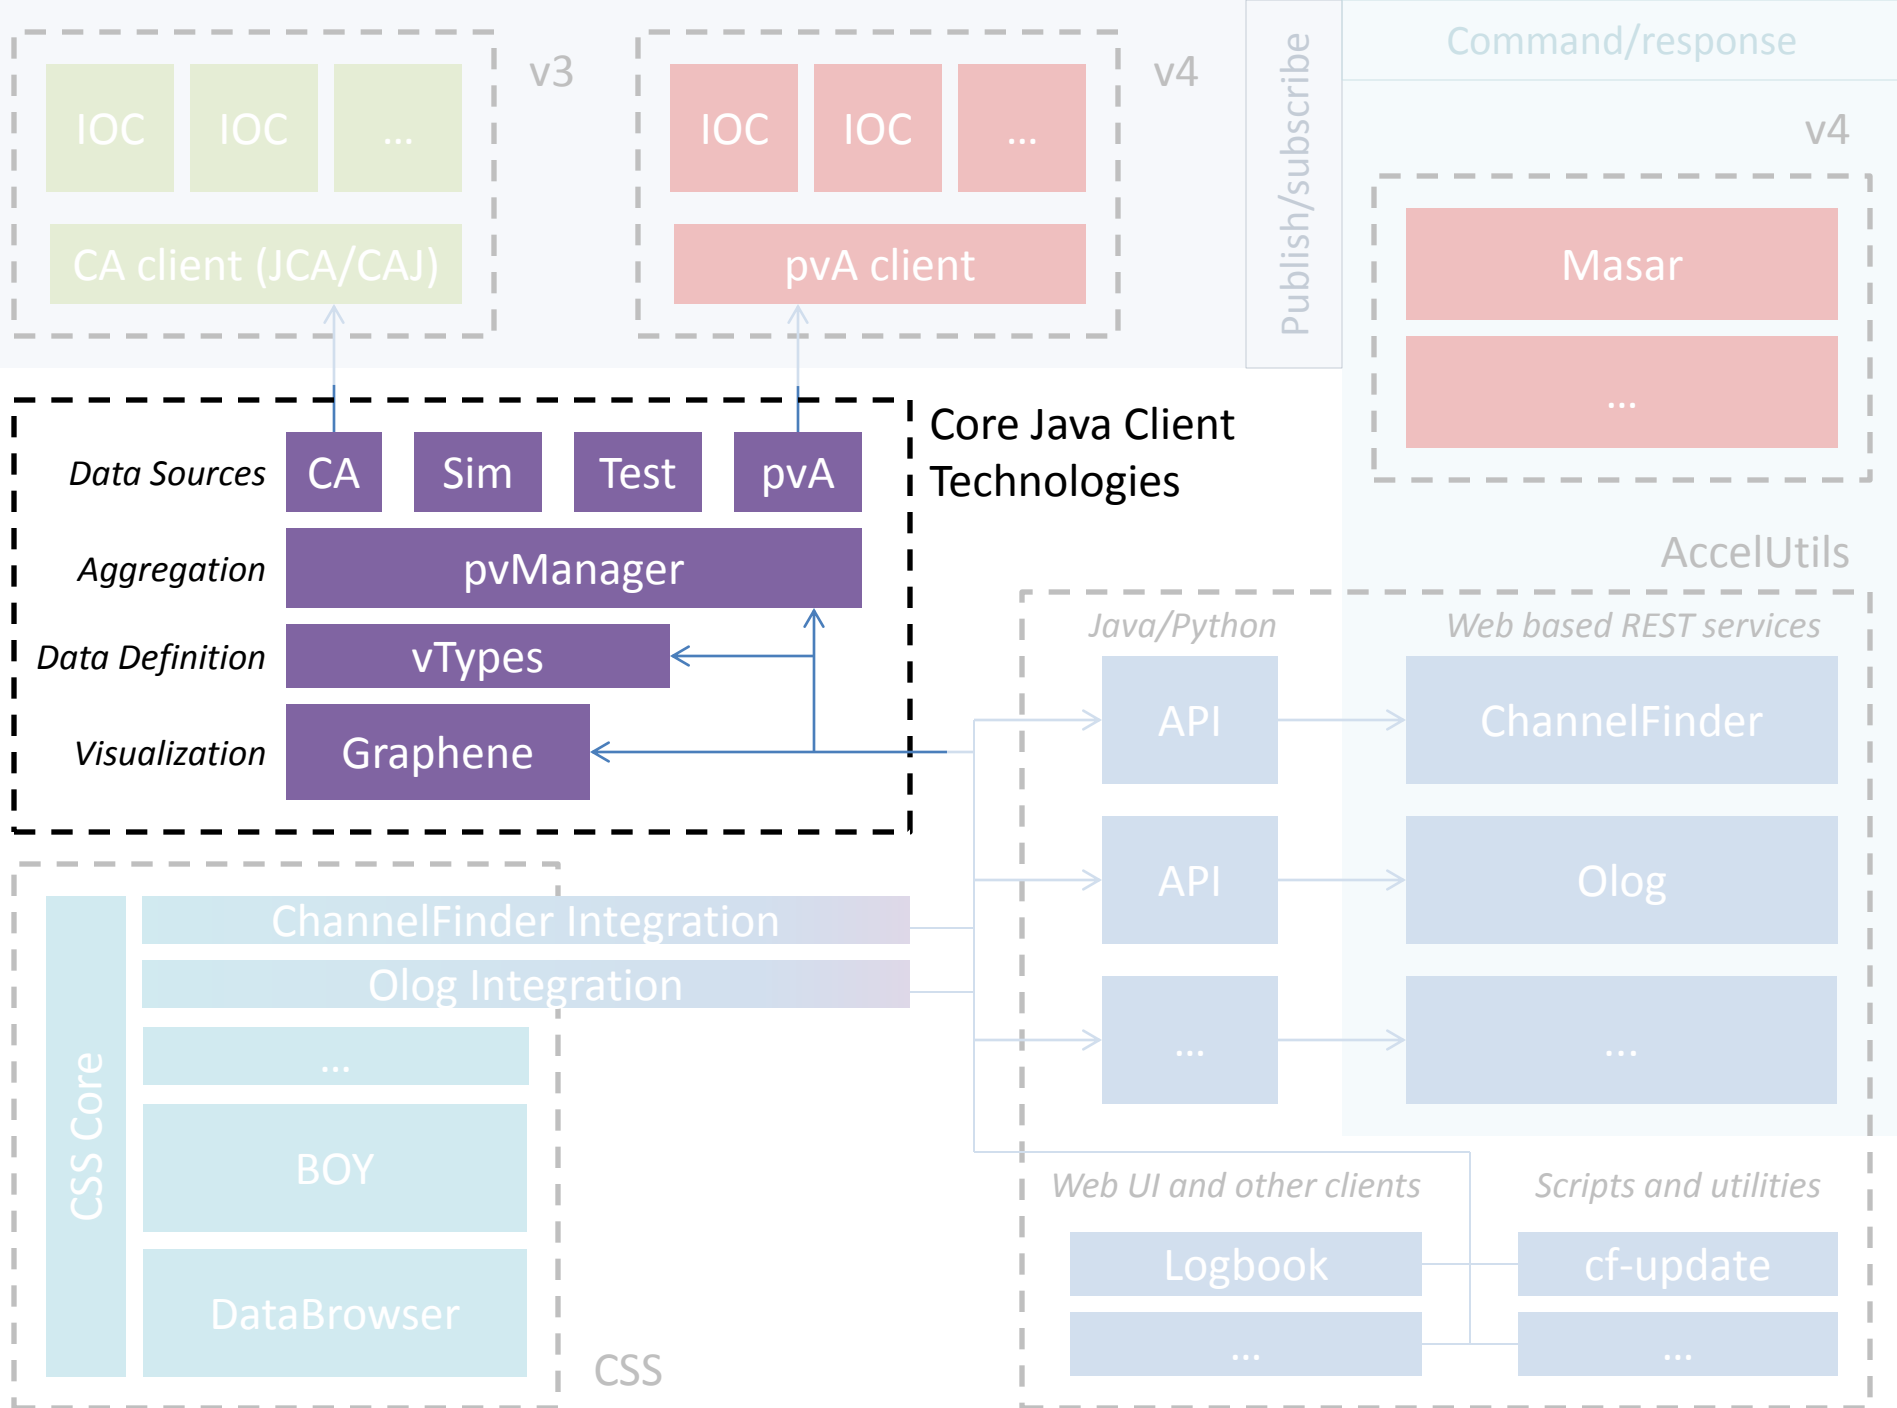 v3
IOC
IOC
...
CA client (JCA/CAJ)
v4
IOC
IOC
...
pvA client
Publish/subscribe
Command/response
v4
Masar
...
Core Java Client
Technologies
Data Sources
CA
Sim
Test
pvA
Aggregation
pvManager
Data Definition
vTypes
Visualization
Graphene
AccelUtils
Java/Python
Web based REST services
API
ChannelFinder
API
Olog
...
...
Web UI and other clients
Scripts and utilities
Logbook
cf-update
...
...
CSS Core
ChannelFinder Integration
Olog Integration
...
BOY
DataBrowser
CSS